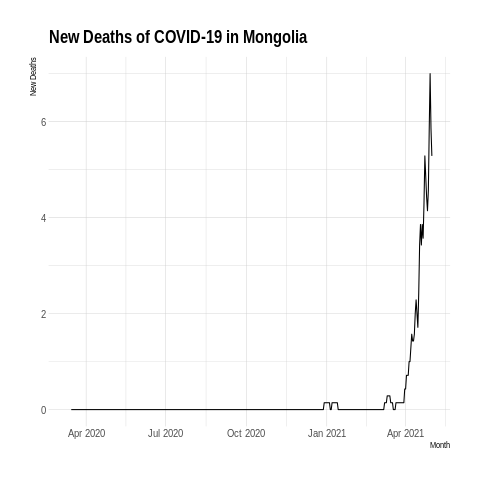 New Deaths of COVID-19 in Mongolia
New Deaths
6
4
2
0
Apr 2020 Jul 2020 Oct 2020 Jan 2021 Apr 2021
Month